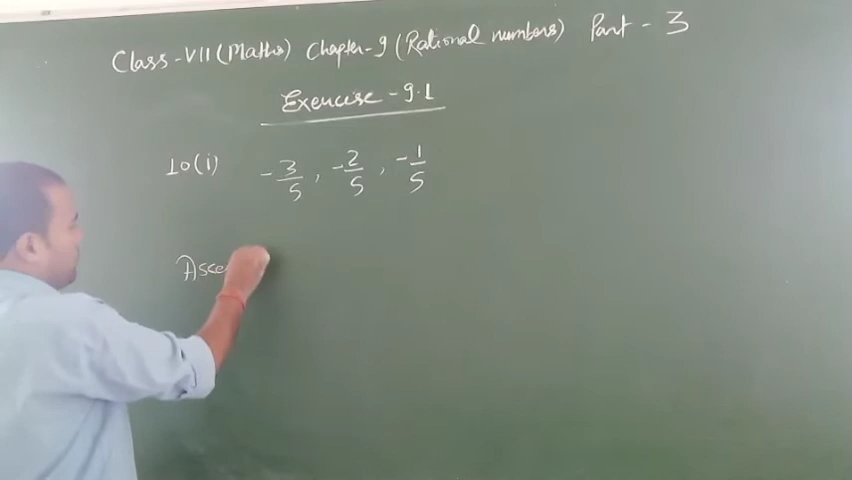 Class-VII (Maths) Chapter-9 (Rational numbers) Part - 3
Exercise - 9.1
10(i) -3/5, -2/5, -1/5
Asce